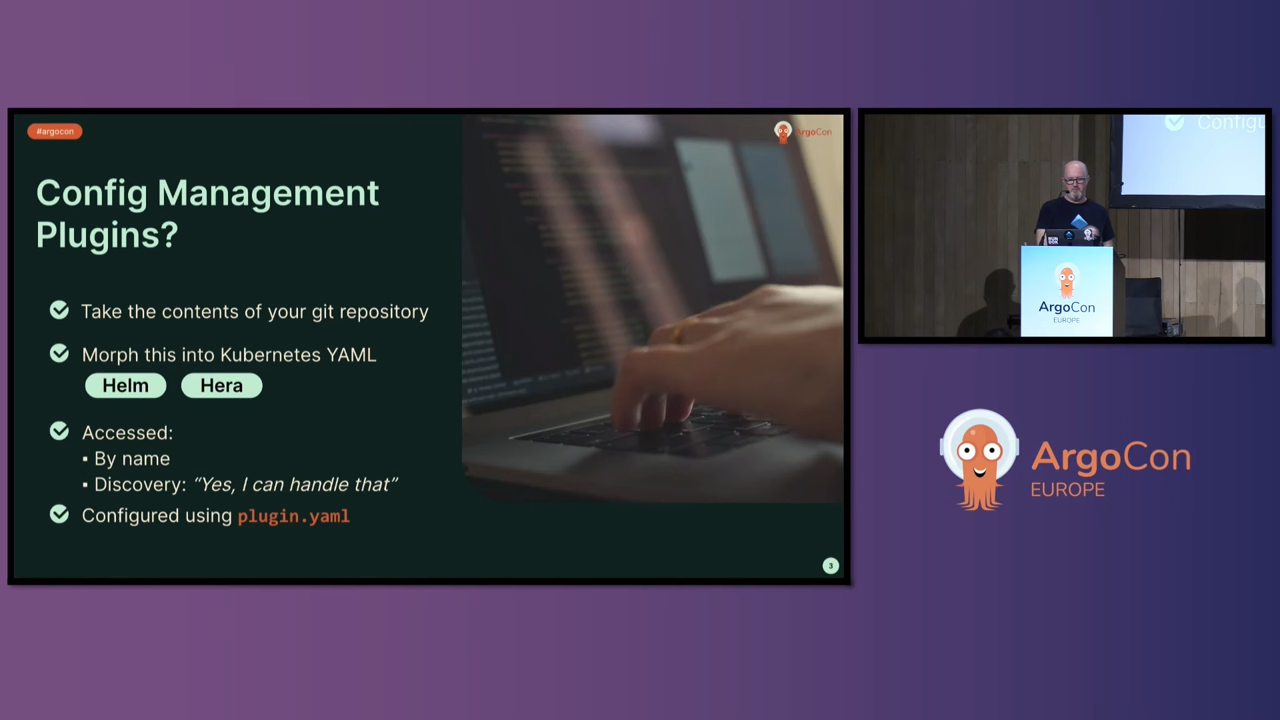 #argocon
ArgoCon
Config Management
Plugins?
Take the contents of your git repository
Morph this into Kubernetes YAML
Helm Hera
Accessed:
▪ By name
▪ Discovery: “Yes, I can handle that”
Configured using plugin.yaml
3
Configu
ArgoCon
EUROPE
ArgoCon
EUROPE